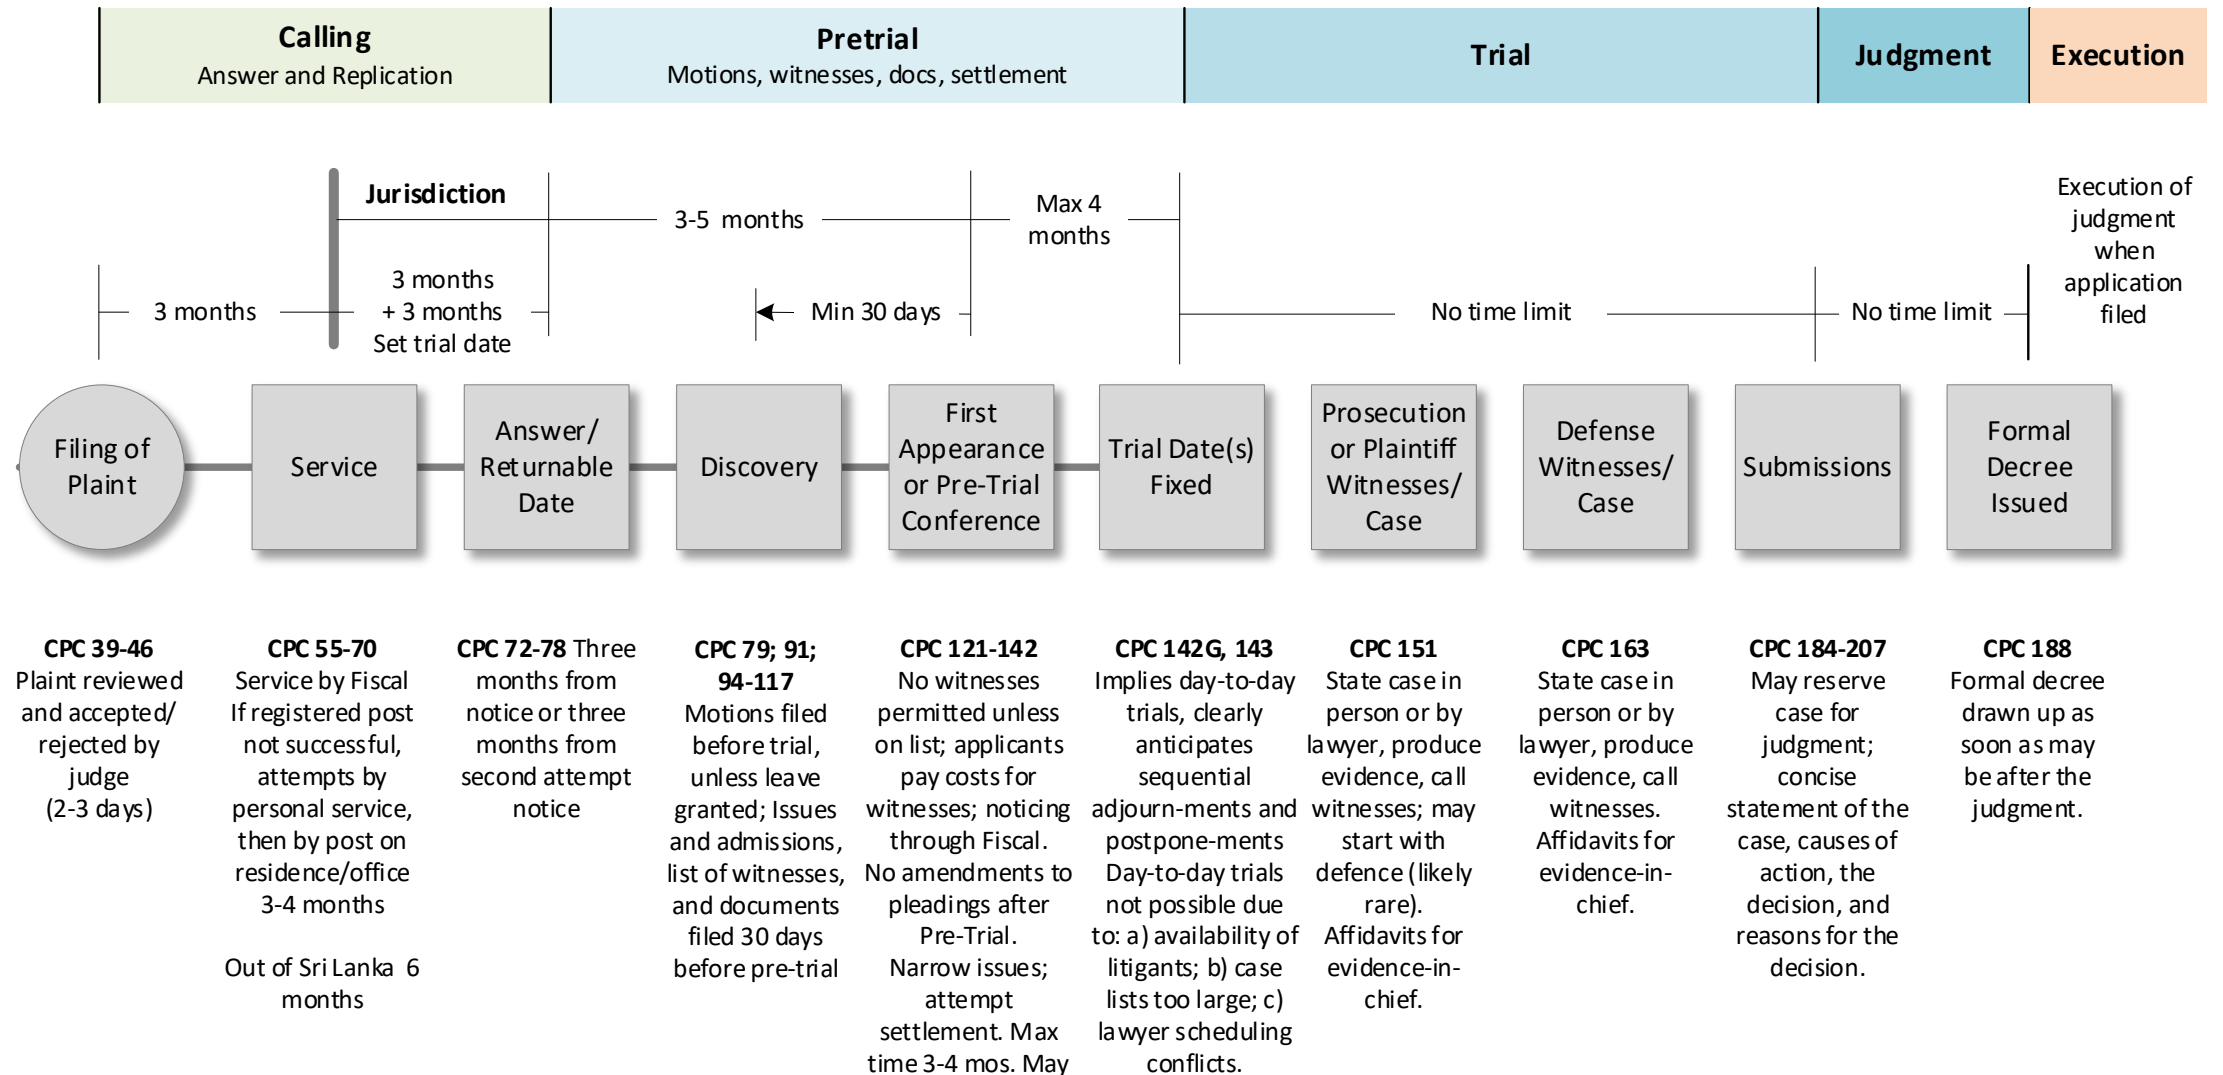 Calling
Answer and Replication
Pretrial
Motions, witnesses, docs, settlement
Trial
Judgment
Execution
Jurisdiction
3-5 months
Max 4
months
Execution of
judgment
when
application
filed
3 months
3 months
+ 3 months
Set trial date
Min 30 days
No time limit
No time limit
Filing of
Plaint
Service
Answer/
Returnable
Date
Discovery
First
Appearance
or Pre-Trial
Conference
Trial Date(s)
Fixed
Prosecution
or Plaintiff
Witnesses/
Case
Defense
Witnesses/
Case
Submissions
Formal
Decree
Issued
CPC 39-46
Plaint reviewed
and accepted/
rejected by
judge
(2-3 days)
CPC 55-70
Service by Fiscal
If registered post
not successful,
attempts by
personal service,
then by post on
residence/office
3-4 months
Out of Sri Lanka 6
months
CPC 72-78 Three
months from
notice or three
months from
second attempt
notice
CPC 79; 91;
94-117
Motions filed
before trial,
unless leave
granted; Issues
and admissions,
list of witnesses,
and documents
filed 30 days
before pre-trial
CPC 121-142
No witnesses
permitted unless
on list; applicants
pay costs for
witnesses; noticing
through Fiscal.
No amendments to
pleadings after
Pre-Trial.
Narrow issues;
attempt
settlement. Max
time 3-4 mos. May
CPC 142G, 143
Implies day-to-day
trials, clearly
anticipates
sequential
adjourn-ments and
postpone-ments
Day-to-day trials
not possible due
to: a) availability of
litigants; b) case
lists too large; c)
lawyer scheduling
conflicts.
CPC 151
State case in
person or by
lawyer, produce
evidence, call
witnesses; may
start with
defence (likely
rare).
Affidavits for
evidence-in-
chief.
CPC 163
State case in
person or by
lawyer, produce
evidence, call
witnesses.
Affidavits for
evidence-in-
chief.
CPC 184-207
May reserve
case for
judgment;
concise
statement of the
case, causes of
action, the
decision, and
reasons for the
decision.
CPC 188
Formal decree
drawn up as
soon as may
be after the
judgment.